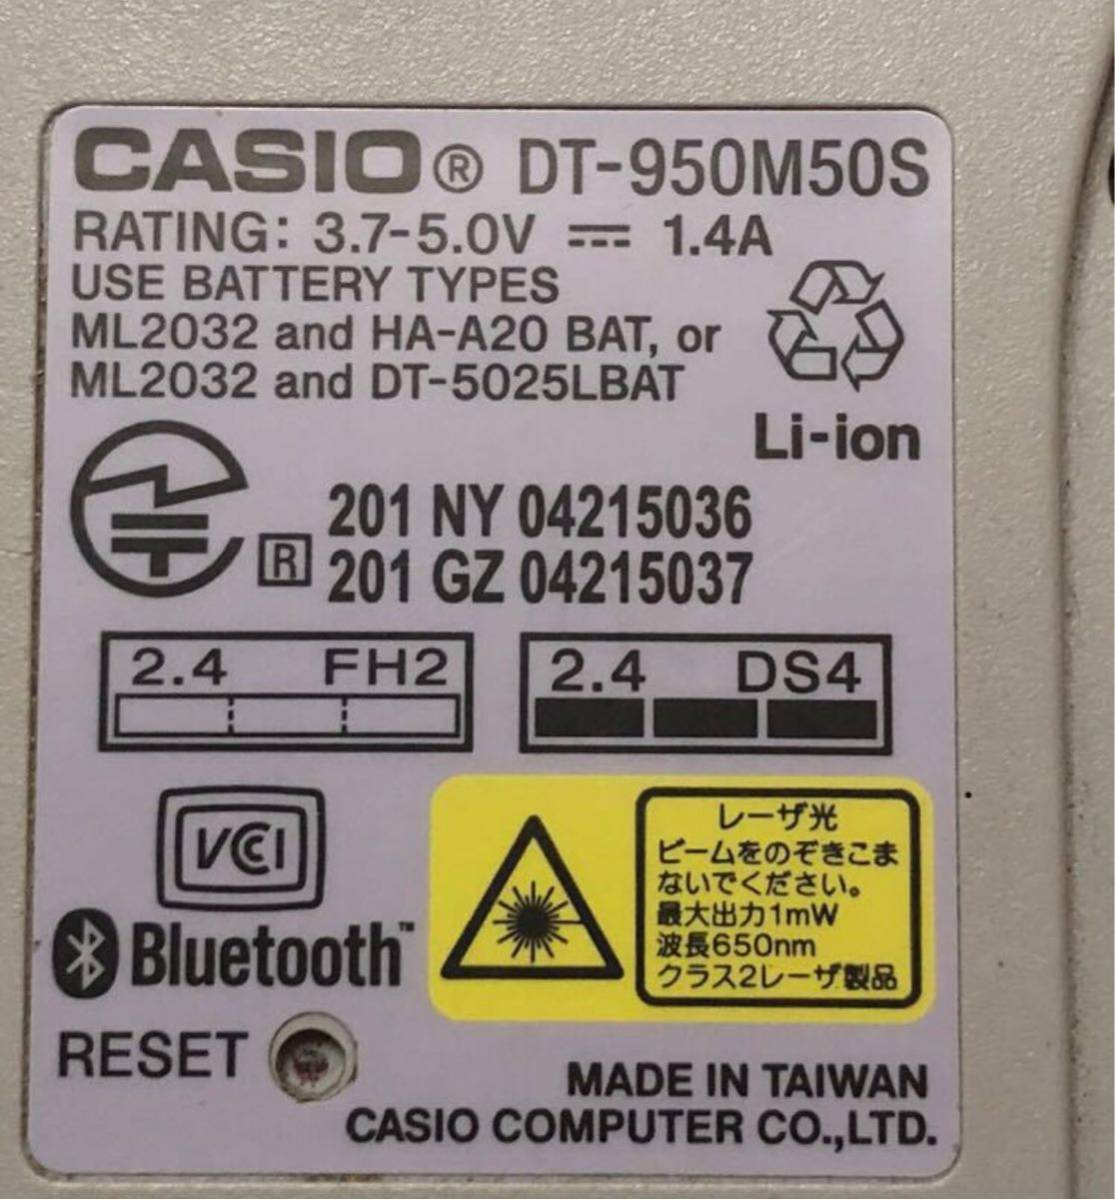 CASIO® DT-950M50S
RATING: 3.7-5.0V ⎓ 1.4A
USE BATTERY TYPES
ML2032 and HA-A20 BAT, or
ML2032 and DT-5025LBAT
Li-ion
R 201 NY 04215036
201 GZ 04215037
2.4 FH2
2.4 DS4
VCCI
Bluetooth™
レーザ光
ビームをのぞきこま
ないでください。
最大出力1mW
波長650nm
クラス2レーザ製品
RESET
MADE IN TAIWAN
CASIO COMPUTER CO.,LTD.